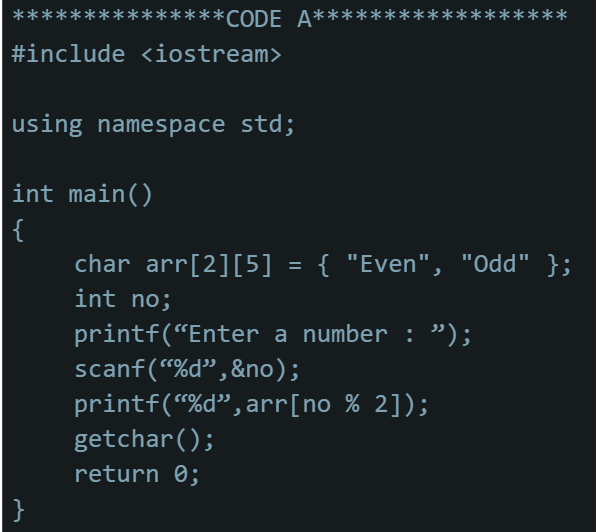 ***************CODE A******************
#include <iostream>
using namespace std;
int main()
{
char arr[2][5] = { "Even", "Odd" };
int no;
printf(“Enter a number : ”);
scanf(“%d”,&no);
printf(“%d”,arr[no % 2]);
getchar();
return 0;
}